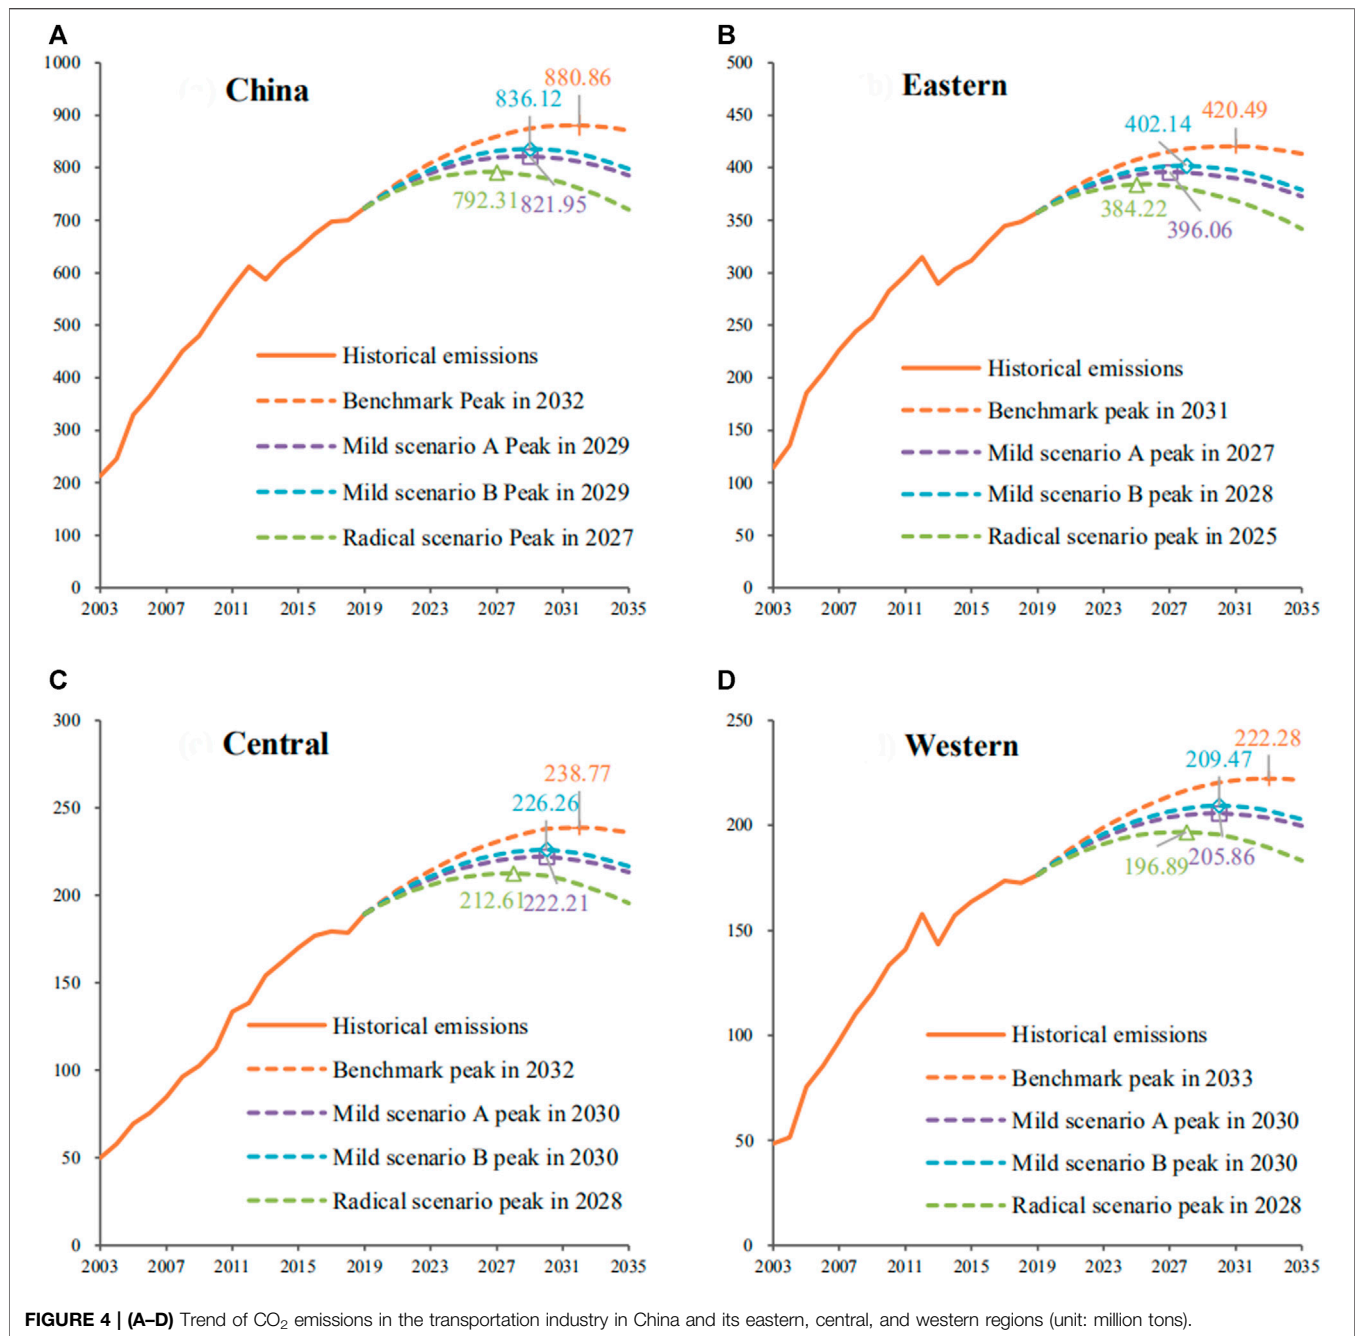 A
China
1000
900
800
700
600
500
400
300
200
100
0
880.86
836.12
792.31
821.95
Historical emissions
Benchmark Peak in 2032
Mild scenario A Peak in 2029
Mild scenario B Peak in 2029
Radical scenario Peak in 2027
2003 2007 2011 2015 2019 2023 2027 2031 2035
B
Eastern
500
450
400
350
300
250
200
150
100
50
0
420.49
402.14
384.22
396.06
Historical emissions
Benchmark peak in 2031
Mild scenario A peak in 2027
Mild scenario B peak in 2028
Radical scenario peak in 2025
2003 2007 2011 2015 2019 2023 2027 2031 2035
C
Central
300
250
200
150
100
50
0
238.77
226.26
212.61
222.21
Historical emissions
Benchmark peak in 2032
Mild scenario A peak in 2030
Mild scenario B peak in 2030
Radical scenario peak in 2028
2003 2007 2011 2015 2019 2023 2027 2031 2035
D
Western
250
200
150
100
50
0
222.28
209.47
196.89
205.86
Historical emissions
Benchmark peak in 2033
Mild scenario A peak in 2030
Mild scenario B peak in 2030
Radical scenario peak in 2028
2003 2007 2011 2015 2019 2023 2027 2031 2035
FIGURE 4 | (A–D) Trend of CO₂ emissions in the transportation industry in China and its eastern, central, and western regions (unit: million tons).